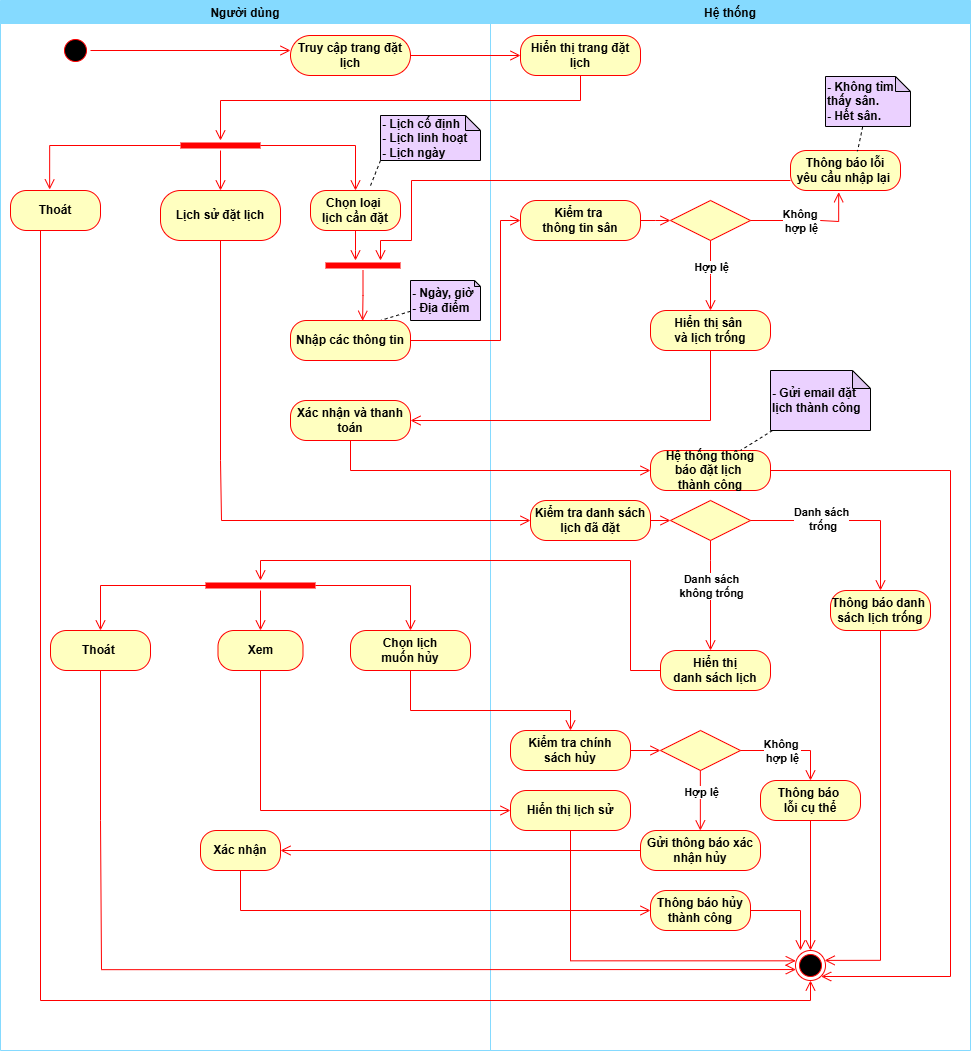 Người dùng
Hệ thống
Truy cập trang đặt
lịch
Hiển thị trang đặt
lịch
- Không tìm
thấy sân.
- Hết sân.
- Lịch cố định
- Lịch linh hoạt
- Lịch ngày
Thông báo lỗi
yêu cầu nhập lại
Thoát
Lịch sử đặt lịch
Chọn loại
lịch cần đặt
Kiểm tra
thông tin sân
Không
hợp lệ
Hợp lệ
- Ngày, giờ
- Địa điểm
Nhập các thông tin
Hiển thị sân
và lịch trống
- Gửi email đặt
lịch thành công
Xác nhận và thanh
toán
Hệ thống thông
báo đặt lịch
thành công
Kiểm tra danh sách
lịch đã đặt
Danh sách
trống
Danh sách
không trống
Thông báo danh
sách lịch trống
Thoát
Xem
Chọn lịch
muốn hủy
Hiển thị
danh sách lịch
Kiểm tra chính
sách hủy
Không
hợp lệ
Hợp lệ
Thông báo
lỗi cụ thể
Hiển thị lịch sử
Xác nhận
Gửi thông báo xác
nhận hủy
Thông báo hủy
thành công